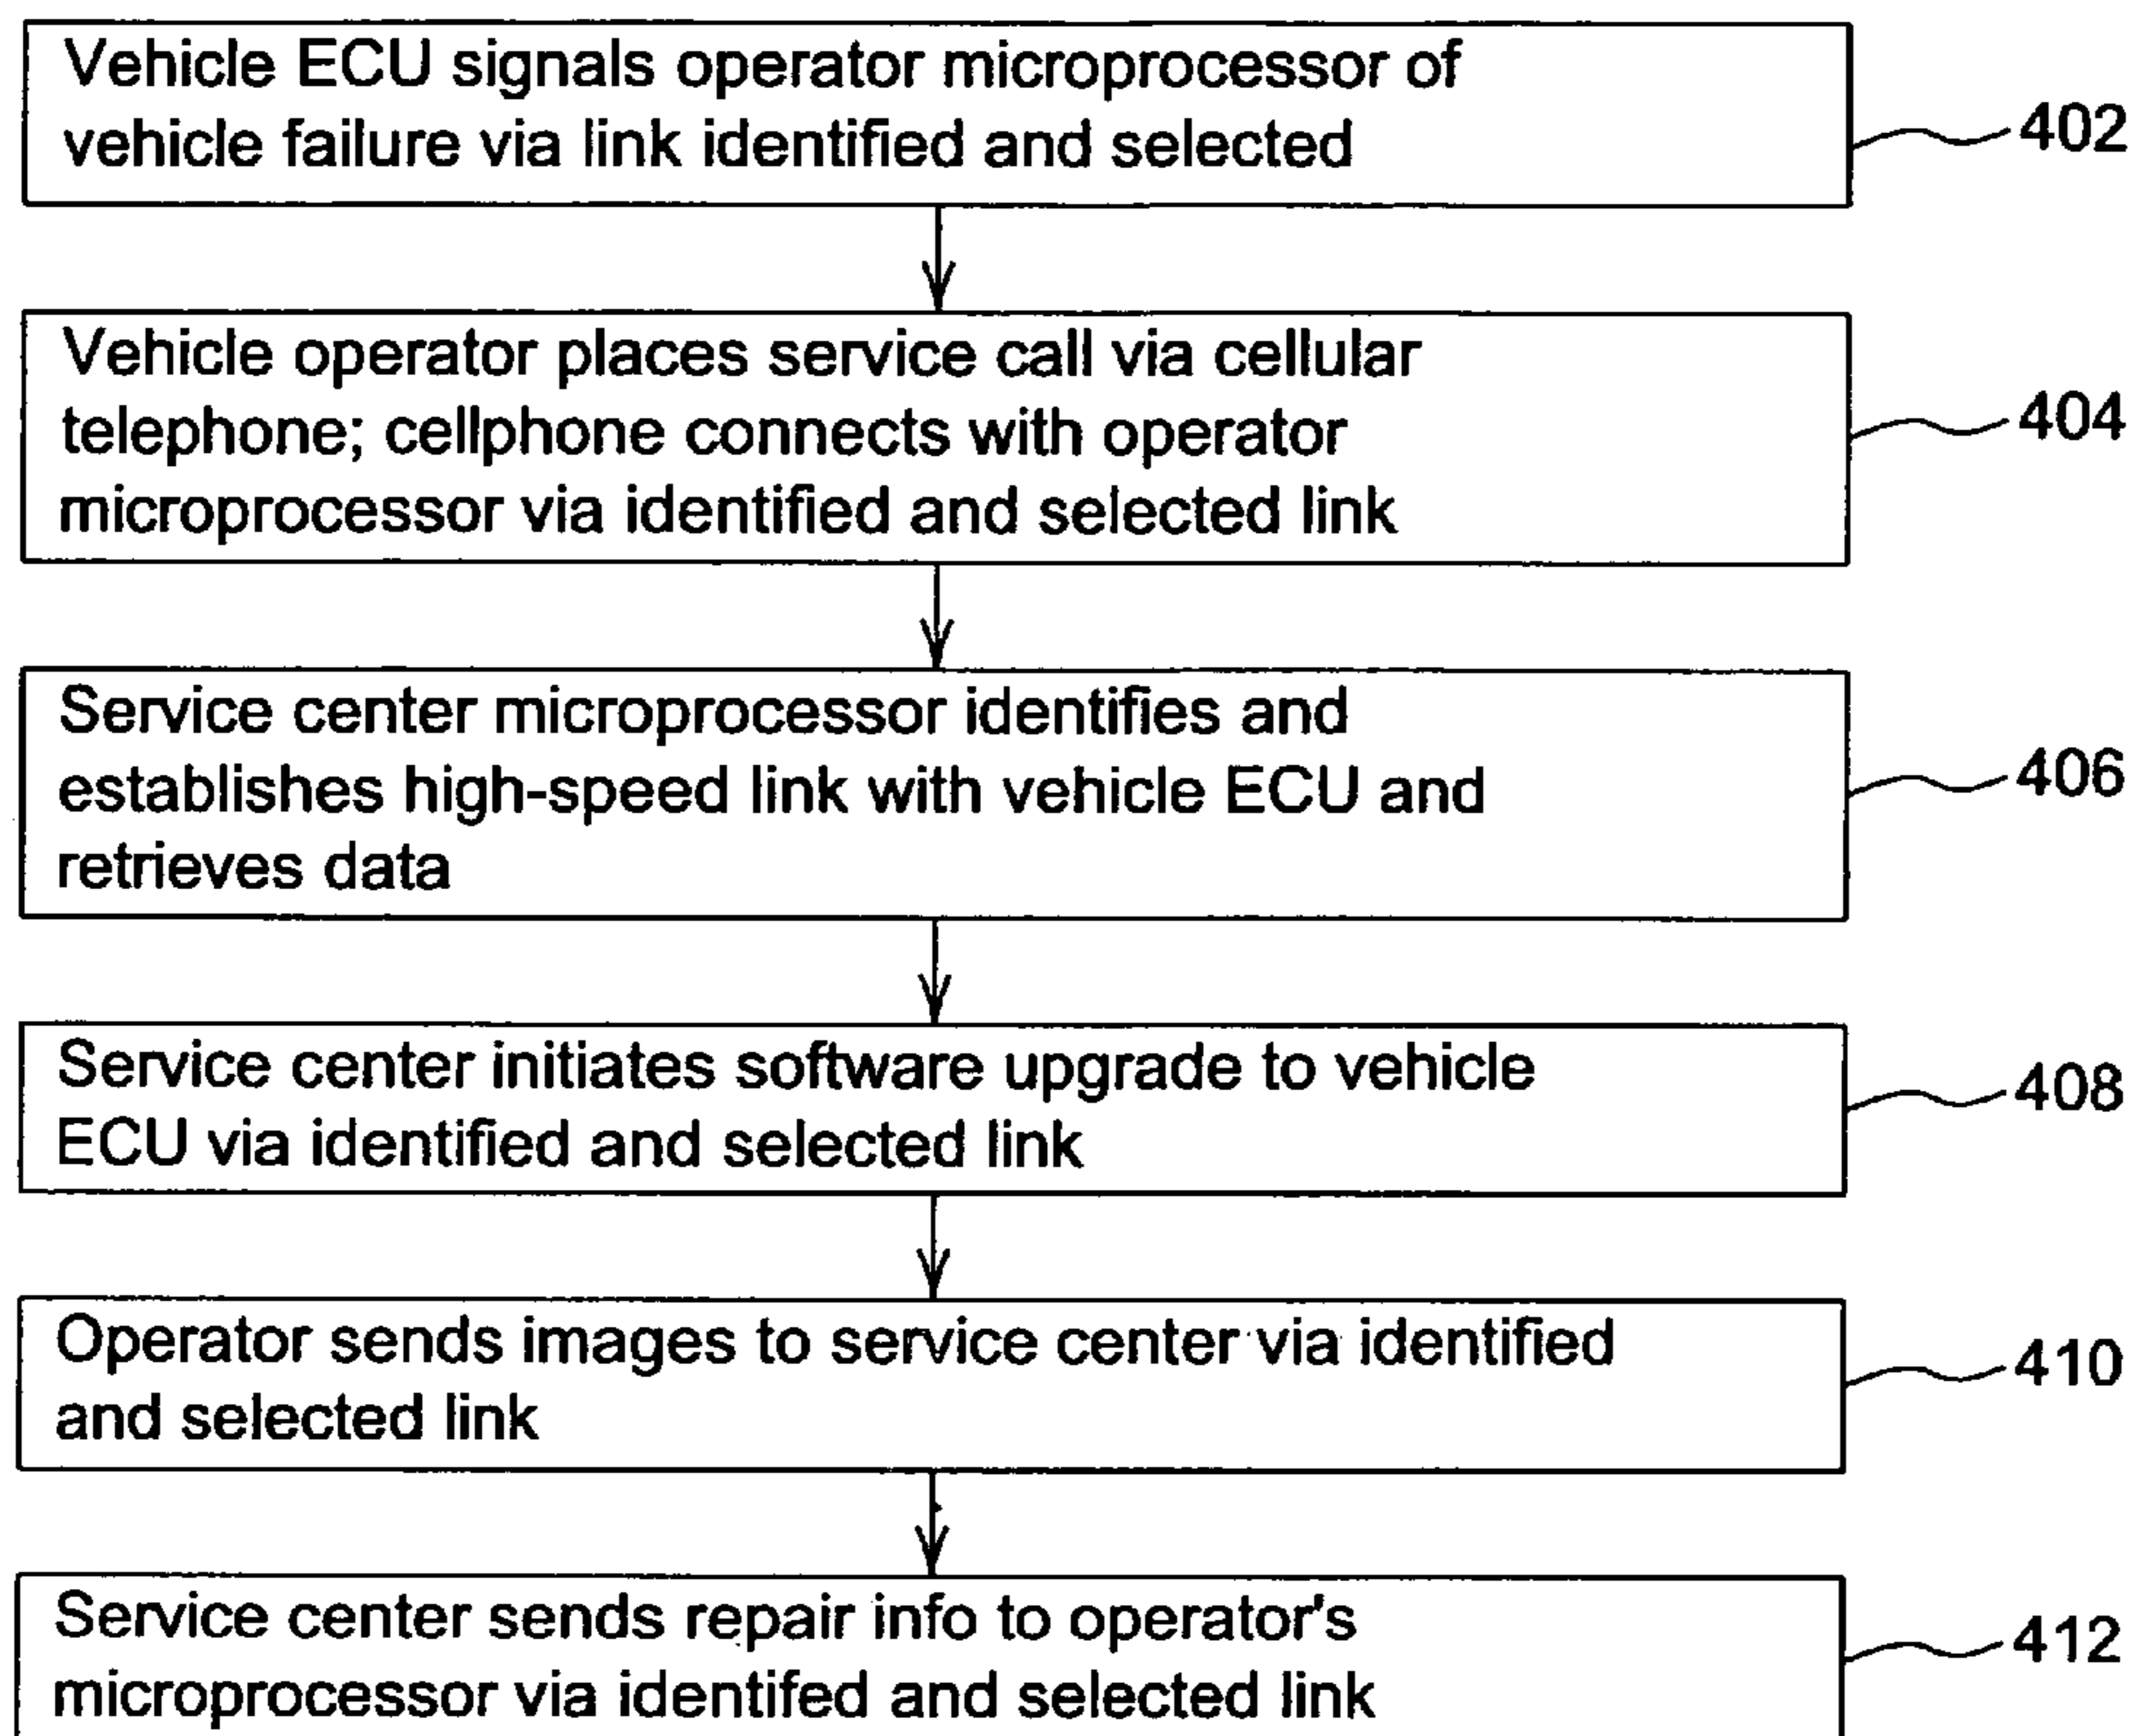 Vehicle ECU signals operator microprocessor of
vehicle failure via link identified and selected
402
Vehicle operator places service call via cellular
telephone; cellphone connects with operator
microprocessor via identified and selected link
404
Service center microprocessor identifies and
establishes high-speed link with vehicle ECU and
retrieves data
406
Service center initiates software upgrade to vehicle
ECU via identified and selected link
408
Operator sends images to service center via identified
and selected link
410
Service center sends repair info to operator's
microprocessor via identifed and selected link
412